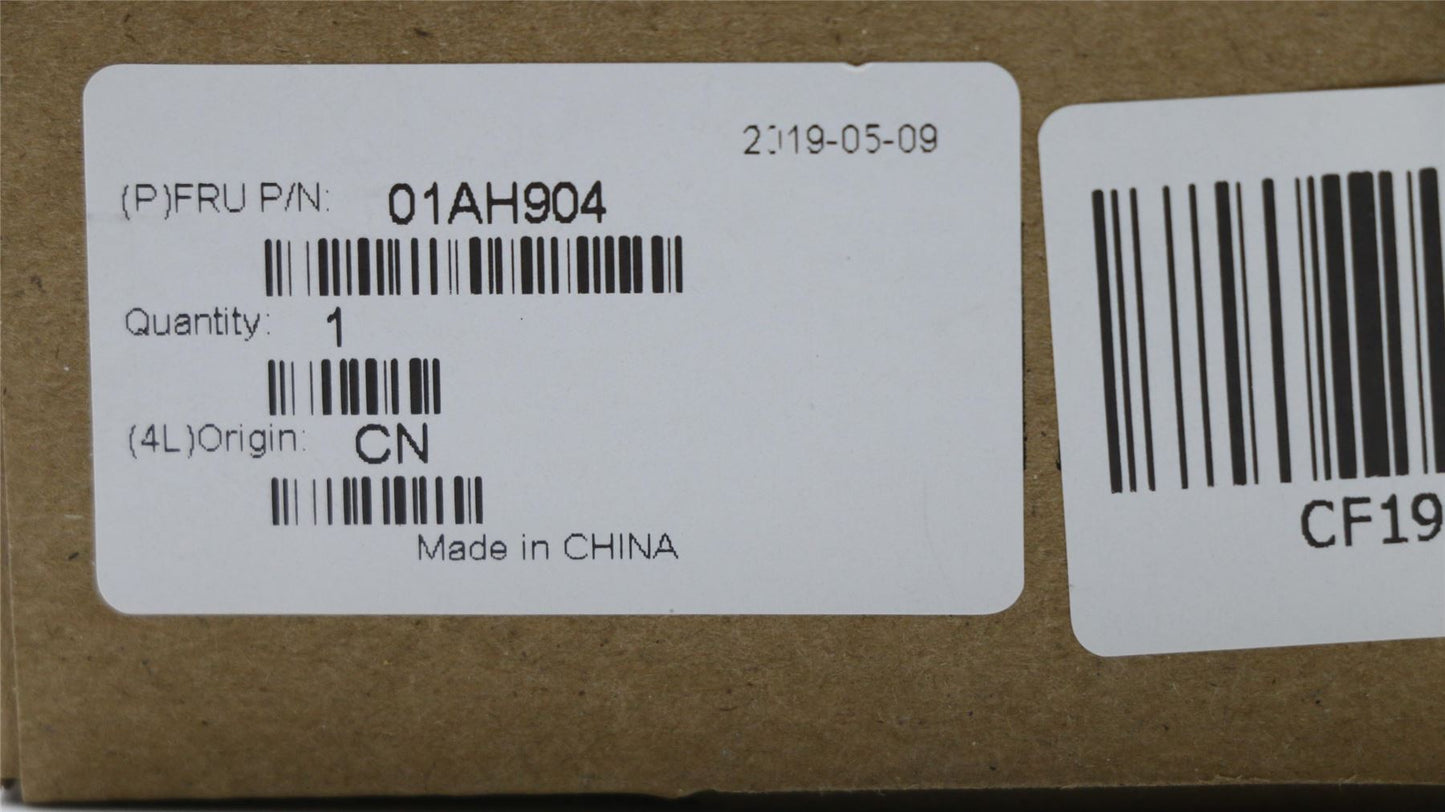 2019-05-09
(P)FRU P/N: 01AH904
Quantity: 1
(4L)Origin: CN
Made in CHINA
CF19